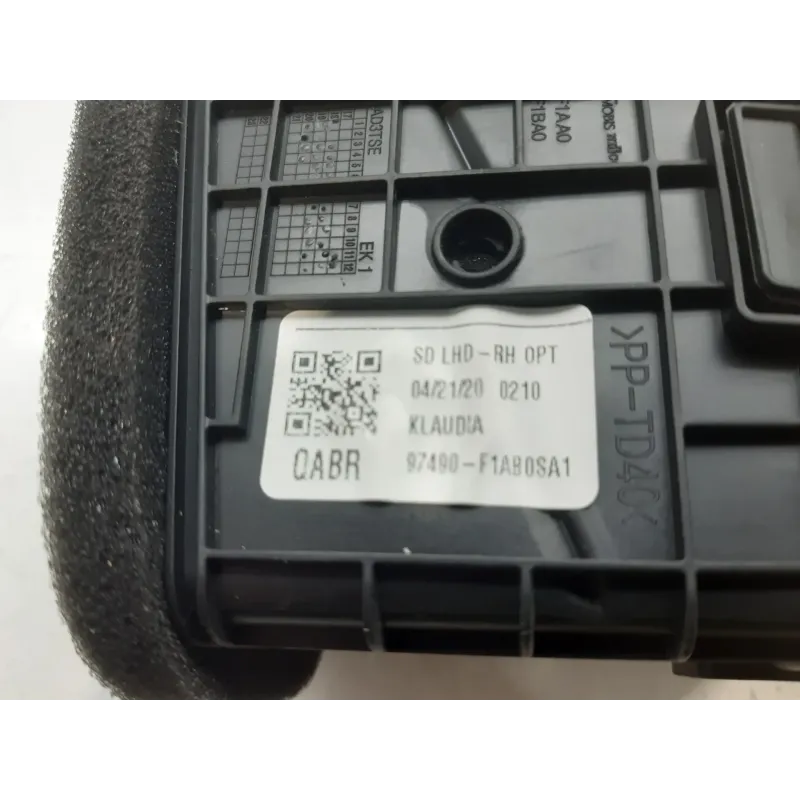 AD3TSE
EK 1
F1AA0
F1BA0
SD LHD-RH OPT
04/21/20 0210
KLAUDIA
QABR 97490-F1AB0SA1
>PP-TD40<